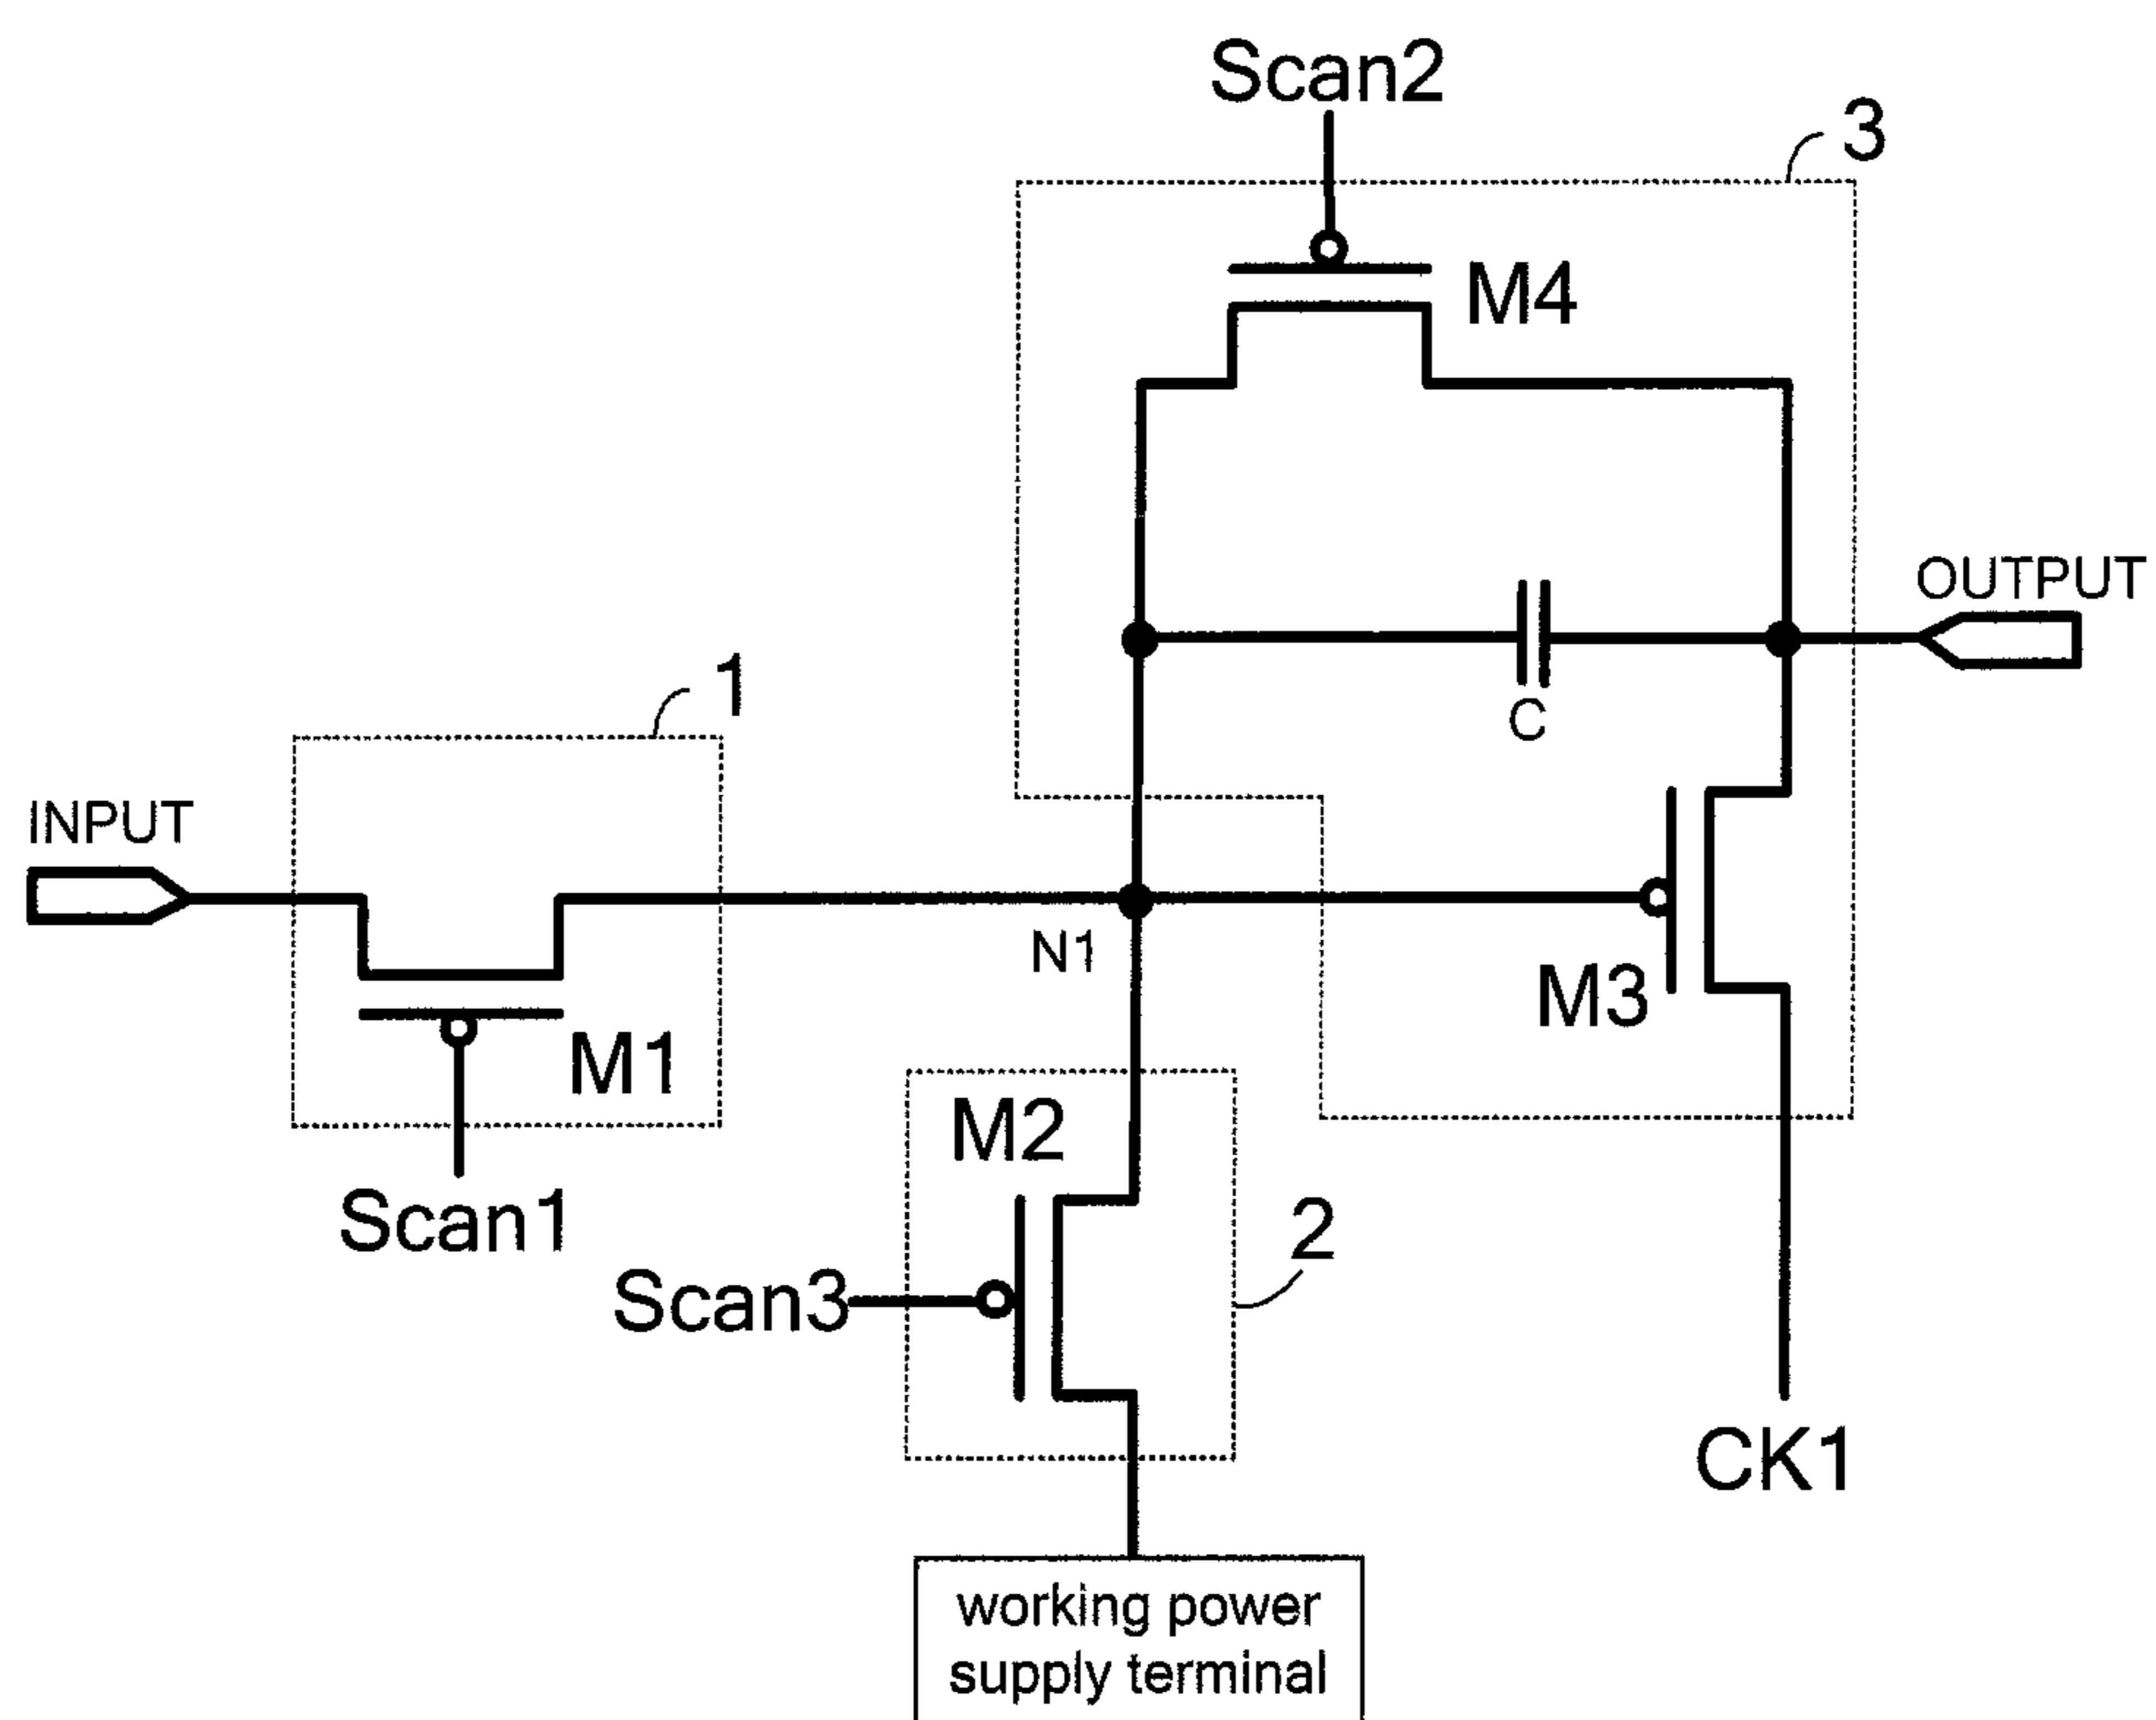 Scan2
3
M4
OUTPUT
C
1
INPUT
N1
M3
M1
M2
Scan1
2
Scan3
CK1
working power
supply terminal